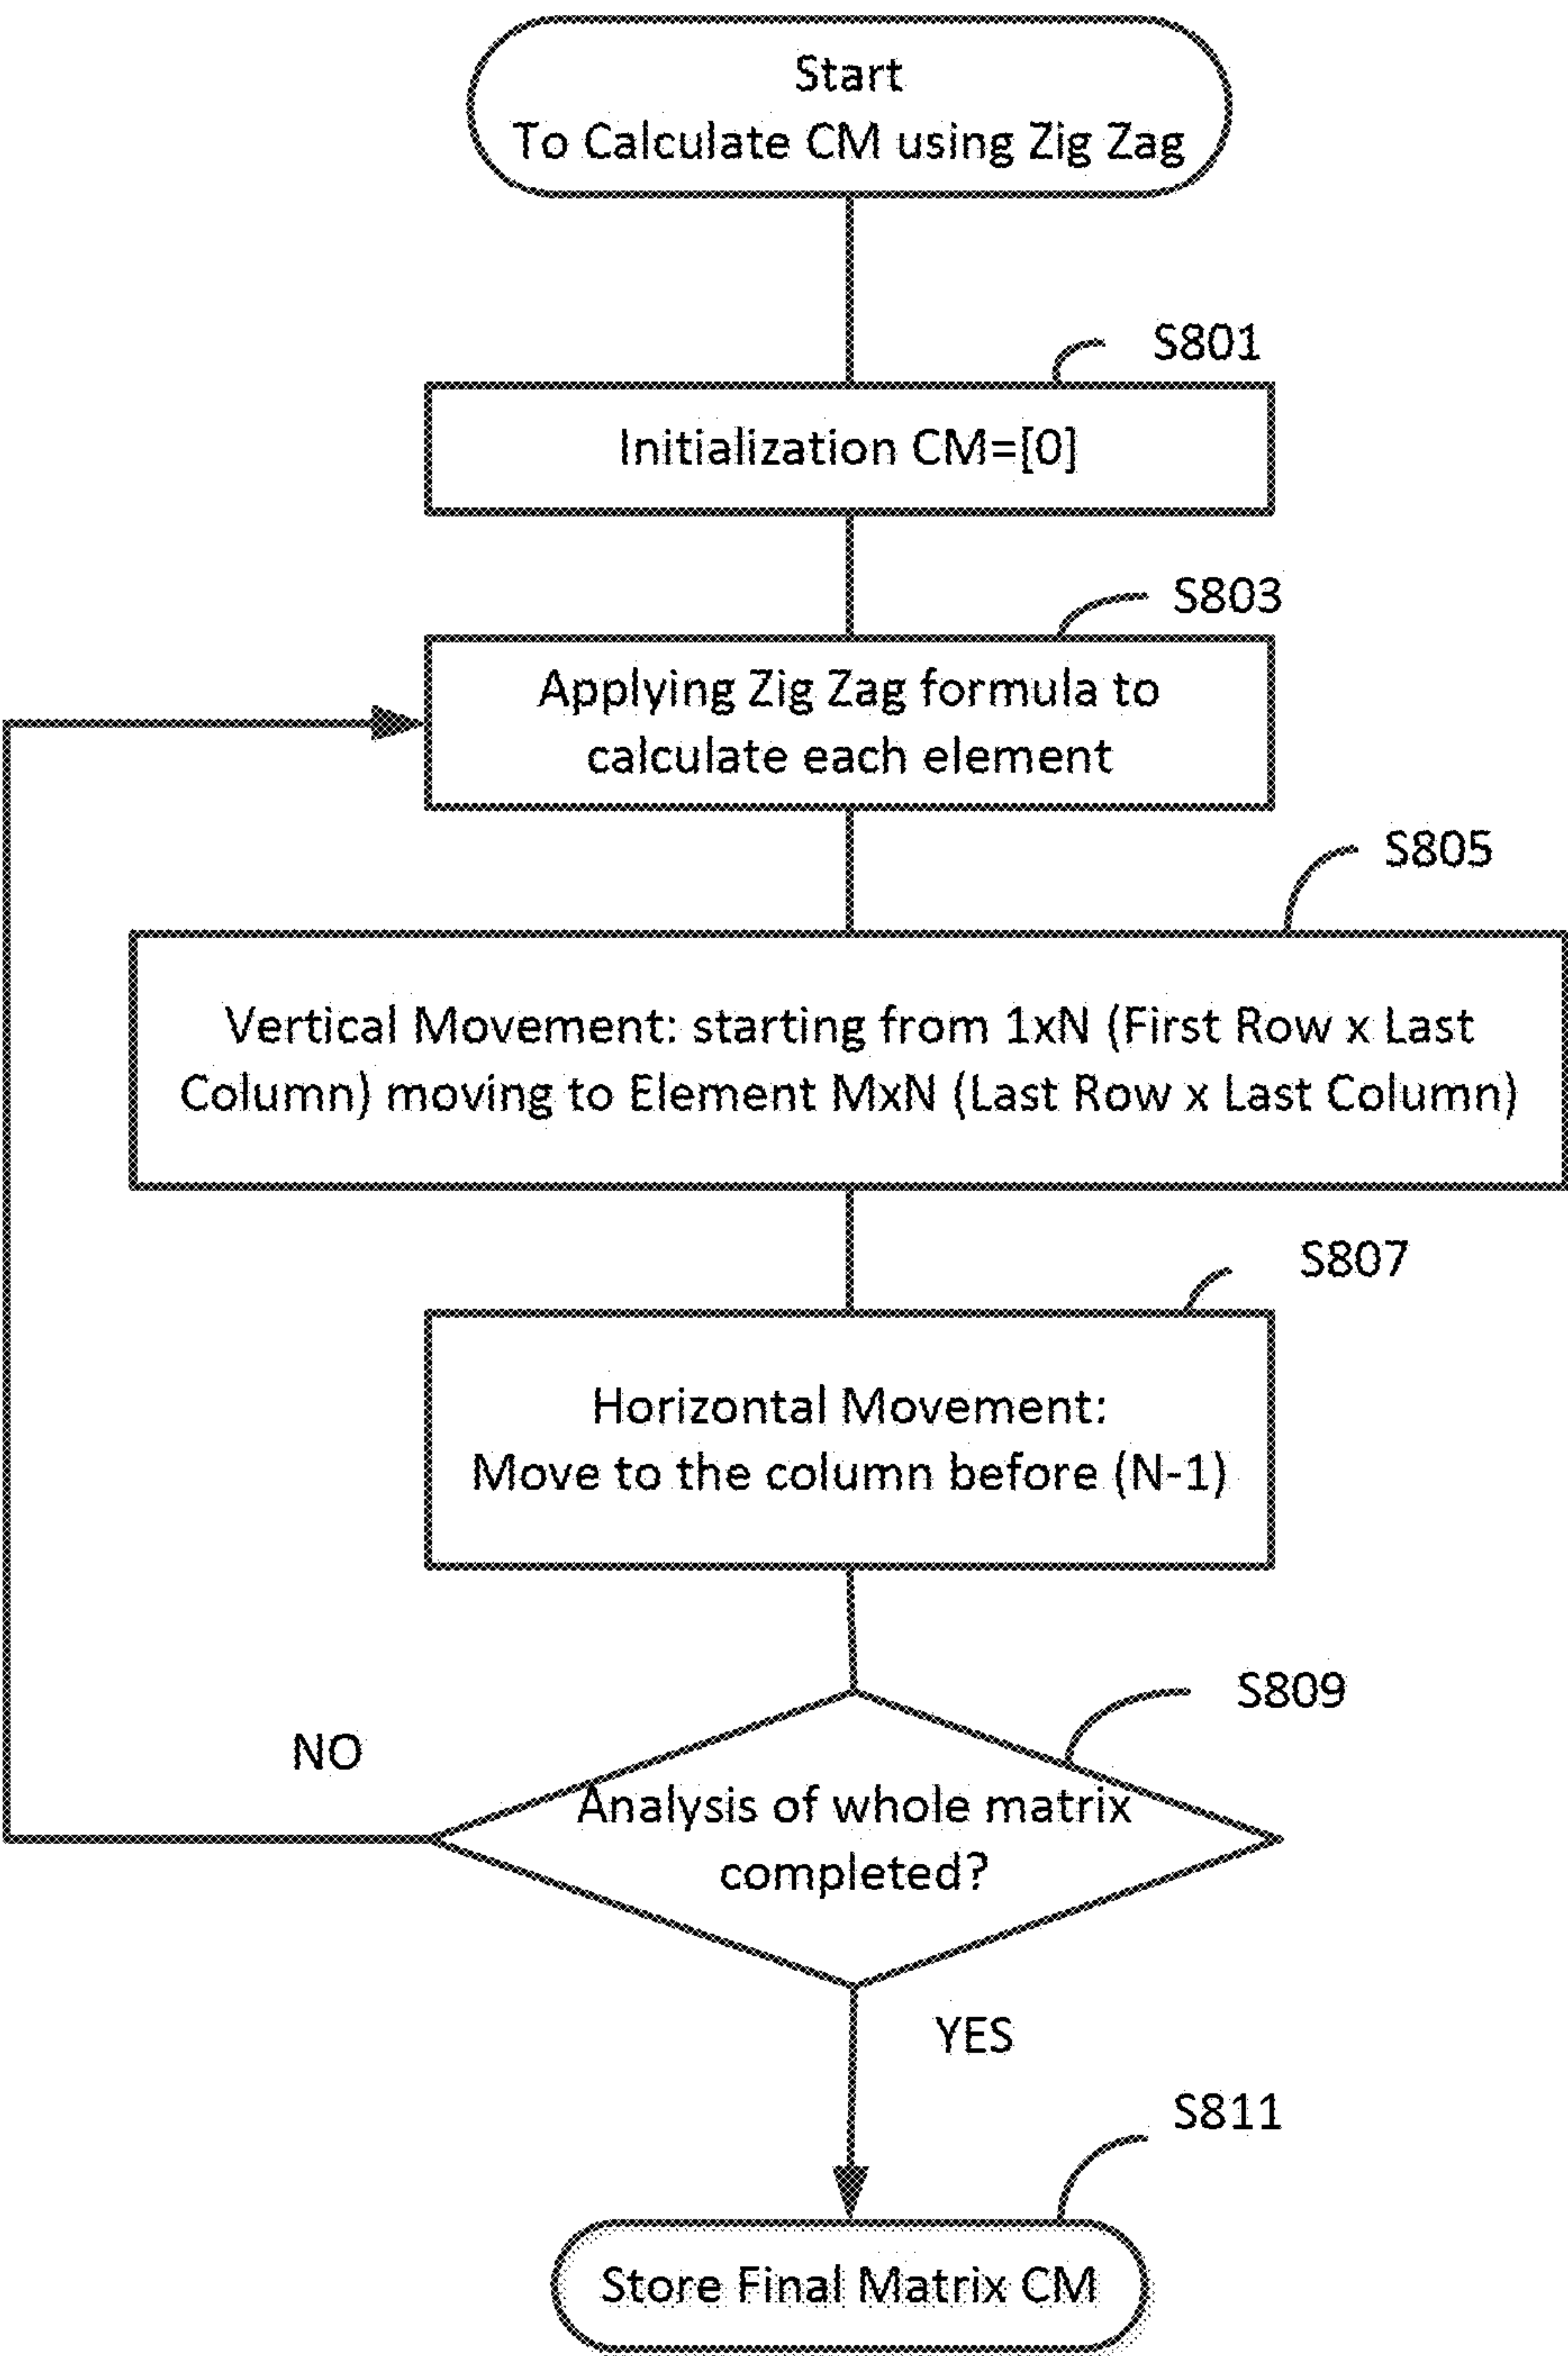 Start
To Calculate CM using Zig Zag
S801
Initialization CM=[0]
S803
Applying Zig Zag formula to
calculate each element
S805
Vertical Movement: starting from 1xN (First Row x Last
Column) moving to Element MxN (Last Row x Last Column)
S807
Horizontal Movement:
Move to the column before (N-1)
S809
NO
Analysis of whole matrix
completed?
YES
S811
Store Final Matrix CM